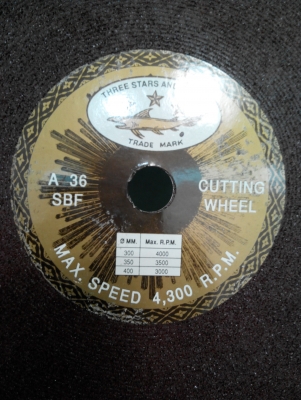 THREE STARS AN
TRADE MARK
A 36
SBF
CUTTING
WHEEL
Ø MM. Max. R.P.M.
300 4000
350 3500
400 3000
MAX. SPEED 4,300 R.P.M.